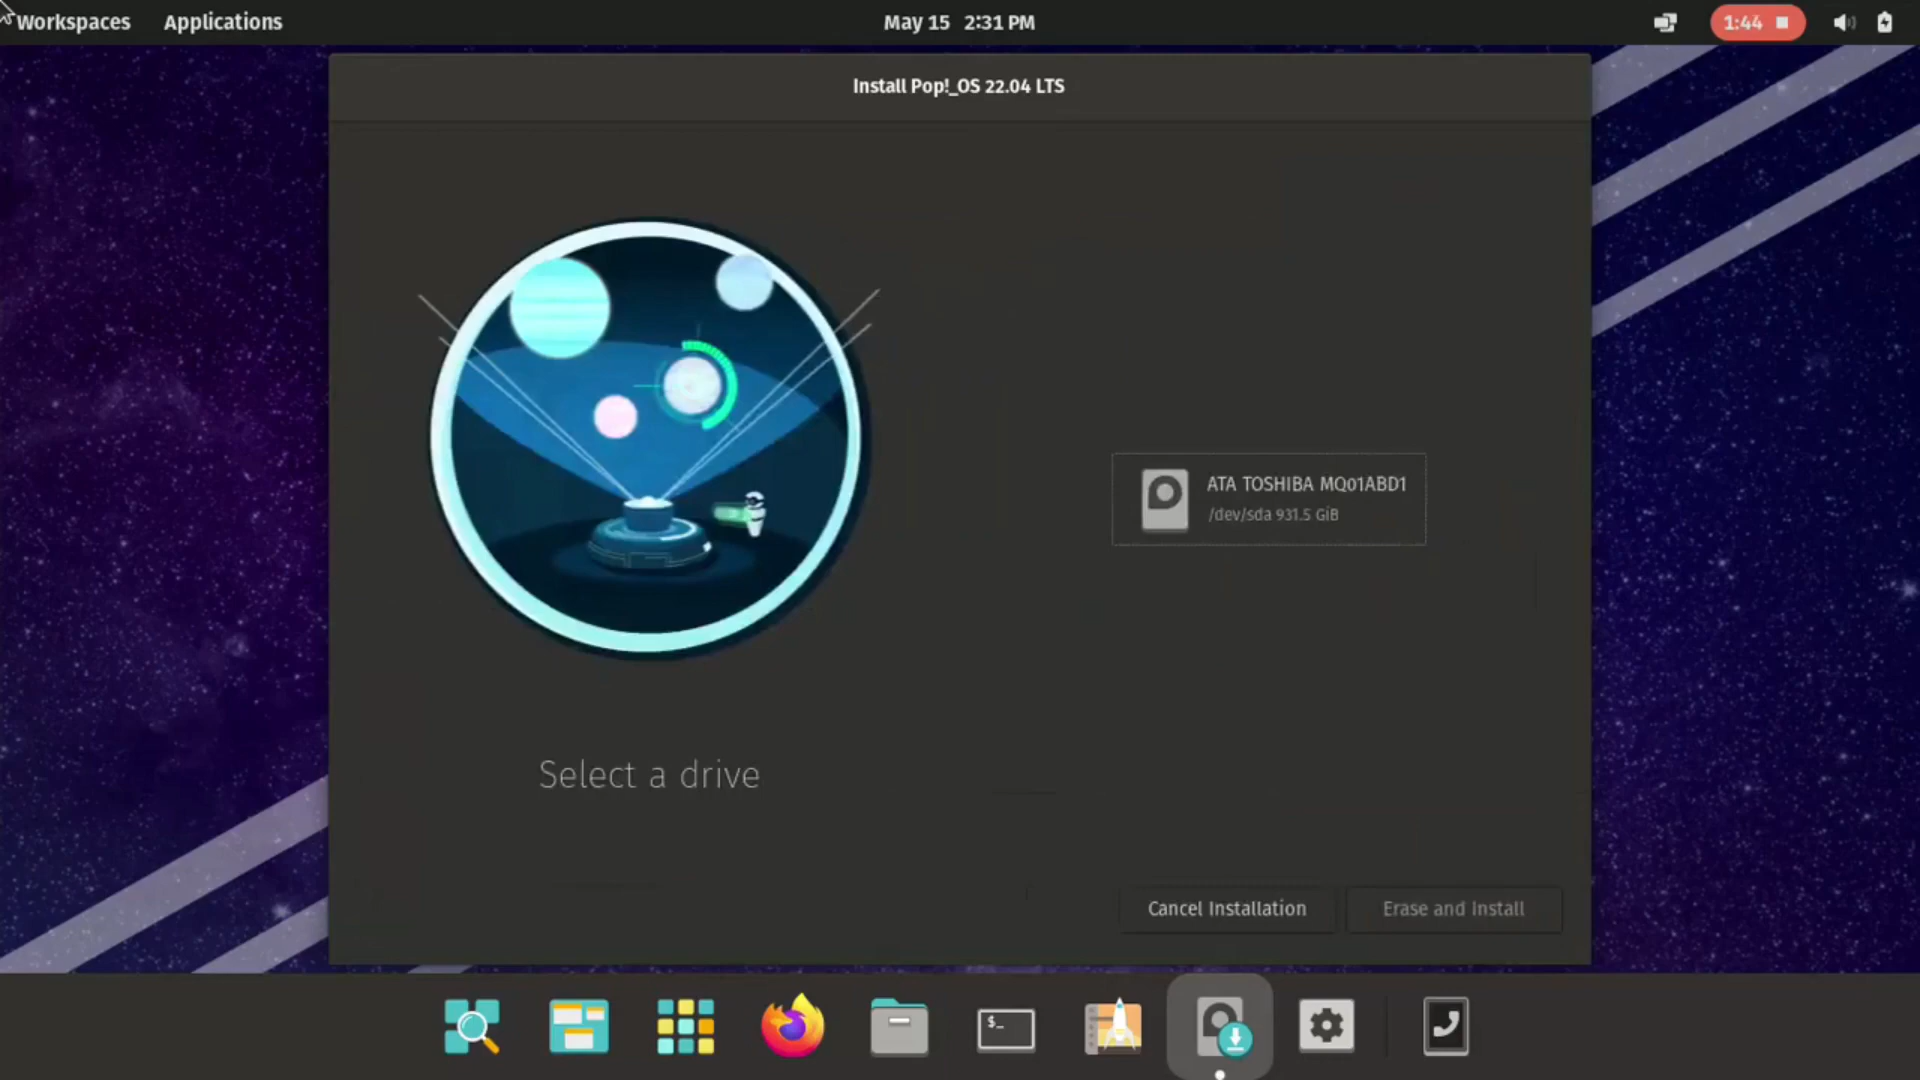 Workspaces Applications May 15 2:31 PM 1:44
Install Pop!_OS 22.04 LTS
ATA TOSHIBA MQ01ABD1
/dev/sda 931.5 GiB
Select a drive
Cancel Installation Erase and Install
$_